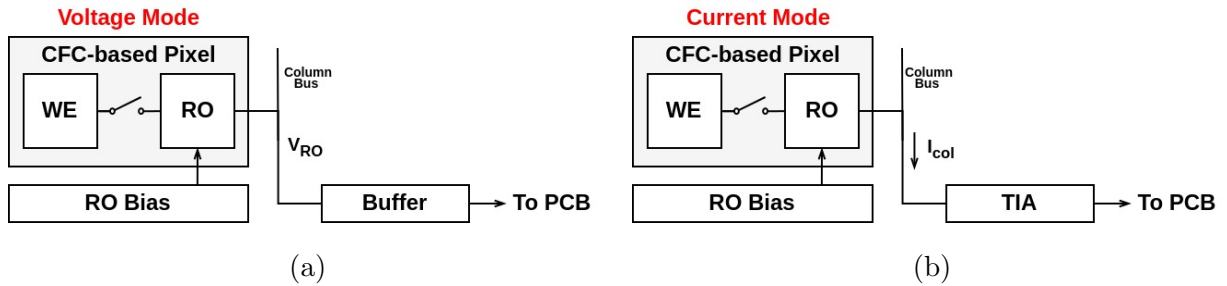 Voltage Mode
CFC-based Pixel
WE
RO
Column
Bus
VRO
RO Bias
Buffer
To PCB
(a)
Current Mode
CFC-based Pixel
WE
RO
Column
Bus
Icol
RO Bias
TIA
To PCB
(b)